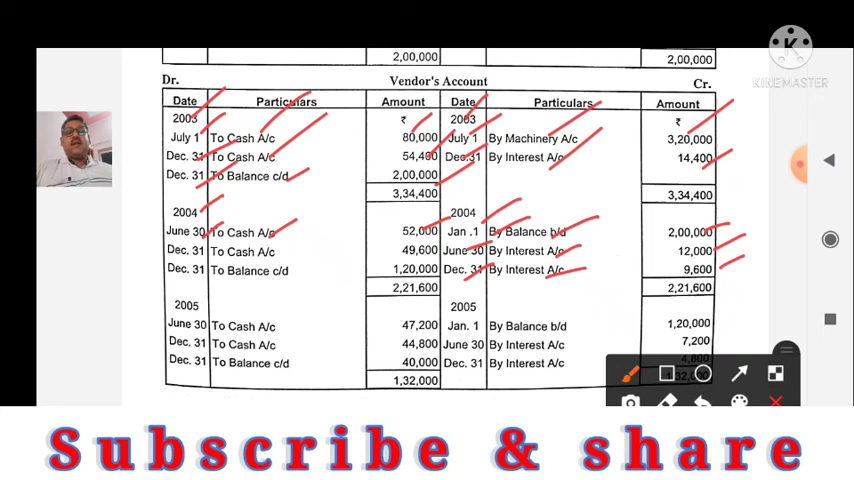 2,00,000 2,00,000
KINEMASTER
Dr. Vendor's Account Cr.
Date Particulars Amount Date Particulars Amount
2003 ₹ 2003 ₹
July 1 To Cash A/c 80,000 July 1 By Machinery A/c 3,20,000
Dec. 31 To Cash A/c 54,400 Dec.31 By Interest A/c 14,400
Dec. 31 To Balance c/d 2,00,000
3,34,400 3,34,400
2004 2004
June 30 To Cash A/c 52,000 Jan .1 By Balance b/d 2,00,000
Dec. 31 To Cash A/c 49,600 June 30 By Interest A/c 12,000
Dec. 31 To Balance c/d 1,20,000 Dec. 31 By Interest A/c 9,600
2,21,600 2,21,600
2005 2005
June 30 To Cash A/c 47,200 Jan. 1 By Balance b/d 1,20,000
Dec. 31 To Cash A/c 44,800 June 30 By Interest A/c 7,200
Dec. 31 To Balance c/d 40,000 Dec. 31 By Interest A/c 4,800
1,32,000 1,32,000
Subscribe & share